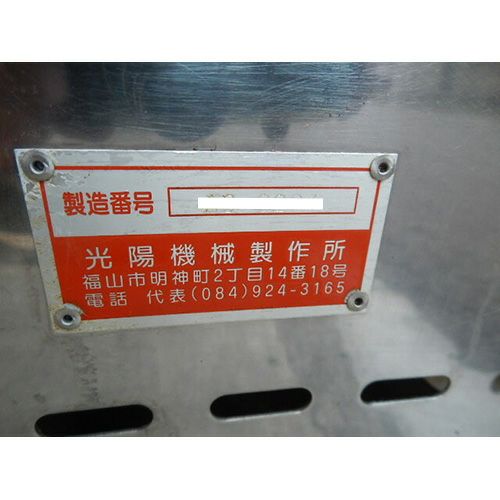 製造番号
光陽機械製作所
福山市明神町2丁目14番18号
電話 代表(084)924-3165